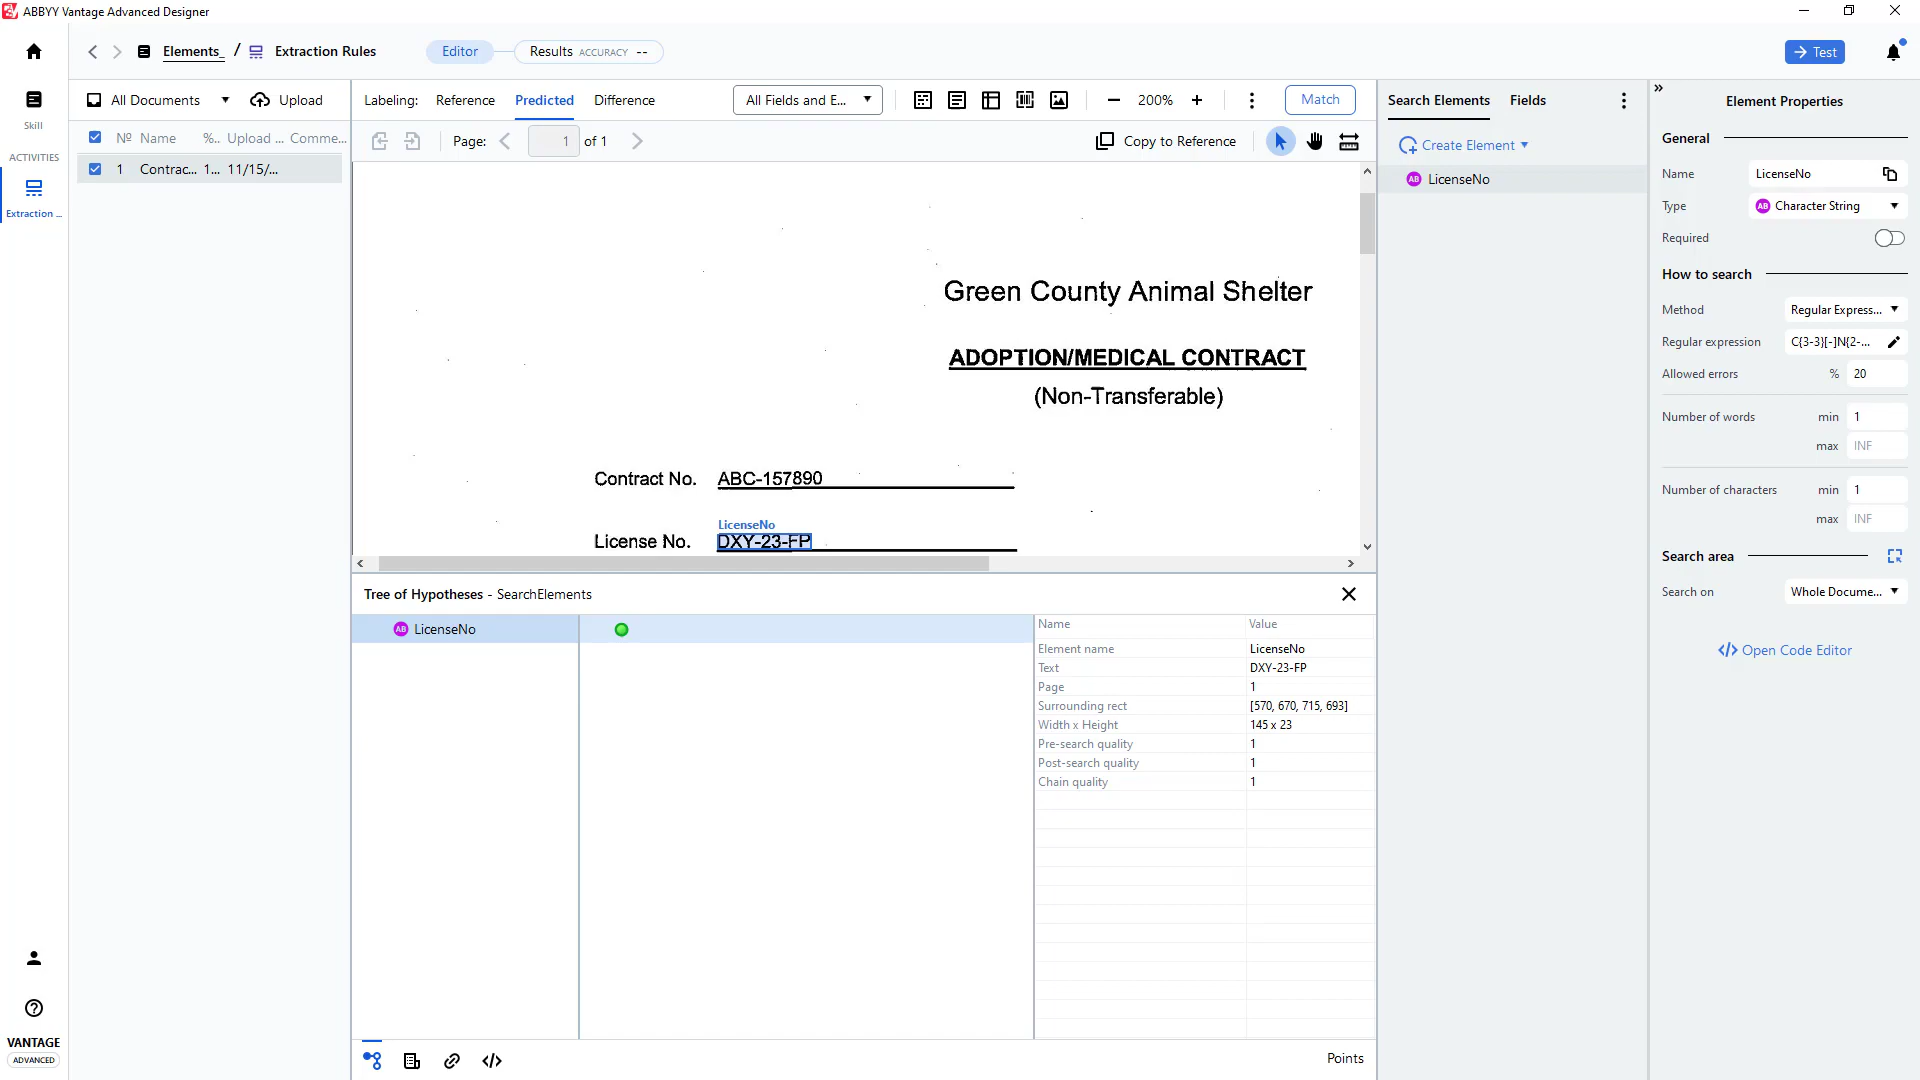 ABBYY Vantage Advanced Designer
Elements_ / Extraction Rules
Editor
Results ACCURACY --
Test
Skill
ACTIVITIES
Extraction ...
VANTAGE
ADVANCED
All Documents
Upload
Nº Name %.. Upload ... Comme...
1 Contrac... 1... 11/15/...
Labeling: Reference Predicted Difference
All Fields and E...
200%
Match
Page: 1 of 1
Copy to Reference
Green County Animal Shelter
ADOPTION/MEDICAL CONTRACT
(Non-Transferable)
Contract No. ABC-157890
LicenseNo
License No. DXY-23-FP
Tree of Hypotheses - SearchElements
AB LicenseNo
Name Value
Element name LicenseNo
Text DXY-23-FP
Page 1
Surrounding rect [570, 670, 715, 693]
Width x Height 145 x 23
Pre-search quality 1
Post-search quality 1
Chain quality 1
Points
Search Elements Fields
Create Element
AB LicenseNo
Element Properties
General
Name LicenseNo
Type AB Character String
Required
How to search
Method Regular Express...
Regular expression C{3-3}[-]N{2-...
Allowed errors % 20
Number of words min 1
max INF
Number of characters min 1
max INF
Search area
Search on Whole Docume...
</> Open Code Editor